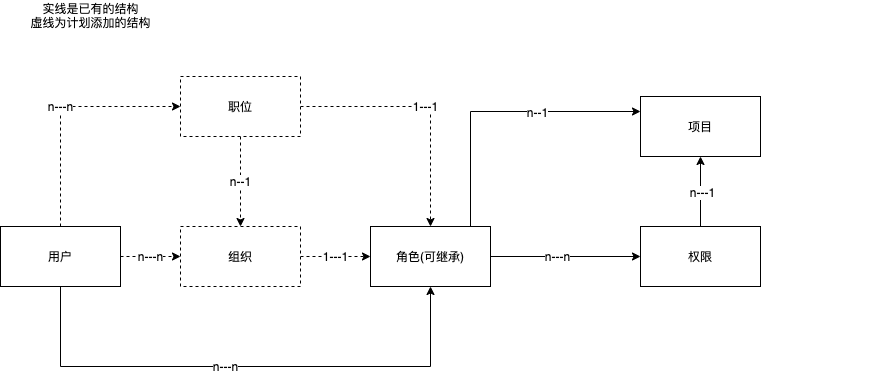 实线是已有的结构
虚线为计划添加的结构
n---n
职位
1---1
n--1
项目
n--1
n---1
用户
n---n
组织
1---1
角色(可继承)
n---n
权限
n---n